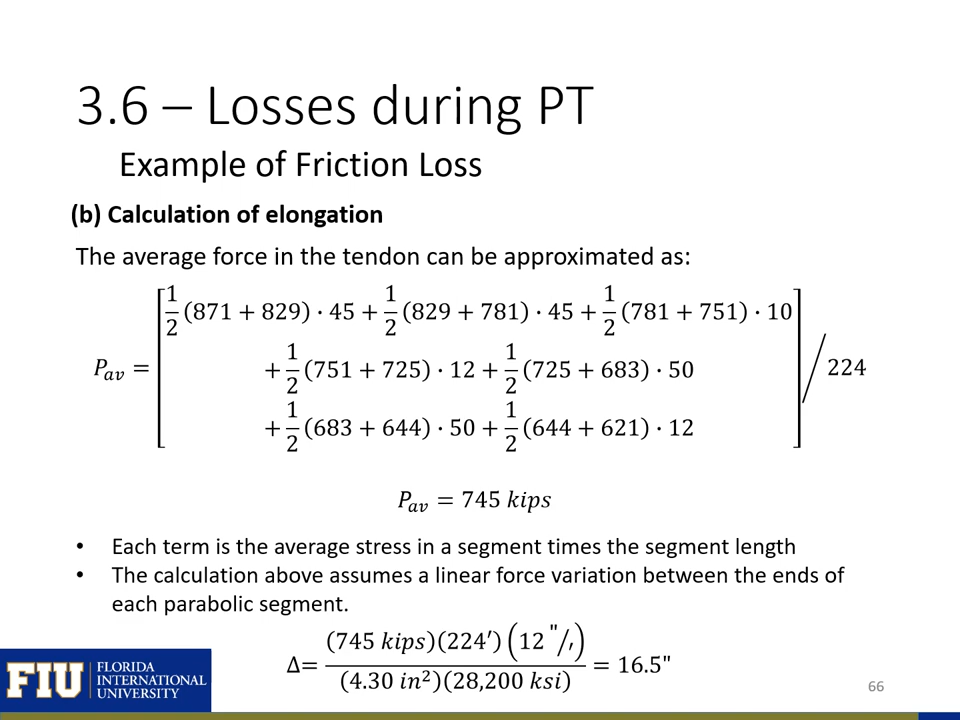 3.6 – Losses during PT
Example of Friction Loss
(b) Calculation of elongation
The average force in the tendon can be approximated as:
P_av = [ 1/2 (871 + 829) · 45 + 1/2 (829 + 781) · 45 + 1/2 (781 + 751) · 10
+ 1/2 (751 + 725) · 12 + 1/2 (725 + 683) · 50
+ 1/2 (683 + 644) · 50 + 1/2 (644 + 621) · 12 ] / 224
P_av = 745 kips
• Each term is the average stress in a segment times the segment length
• The calculation above assumes a linear force variation between the ends of
each parabolic segment.
Δ= (745 kips)(224′)(12 "/′) / (4.30 in²)(28,200 ksi) = 16.5"
FIU
FLORIDA
INTERNATIONAL
UNIVERSITY
66